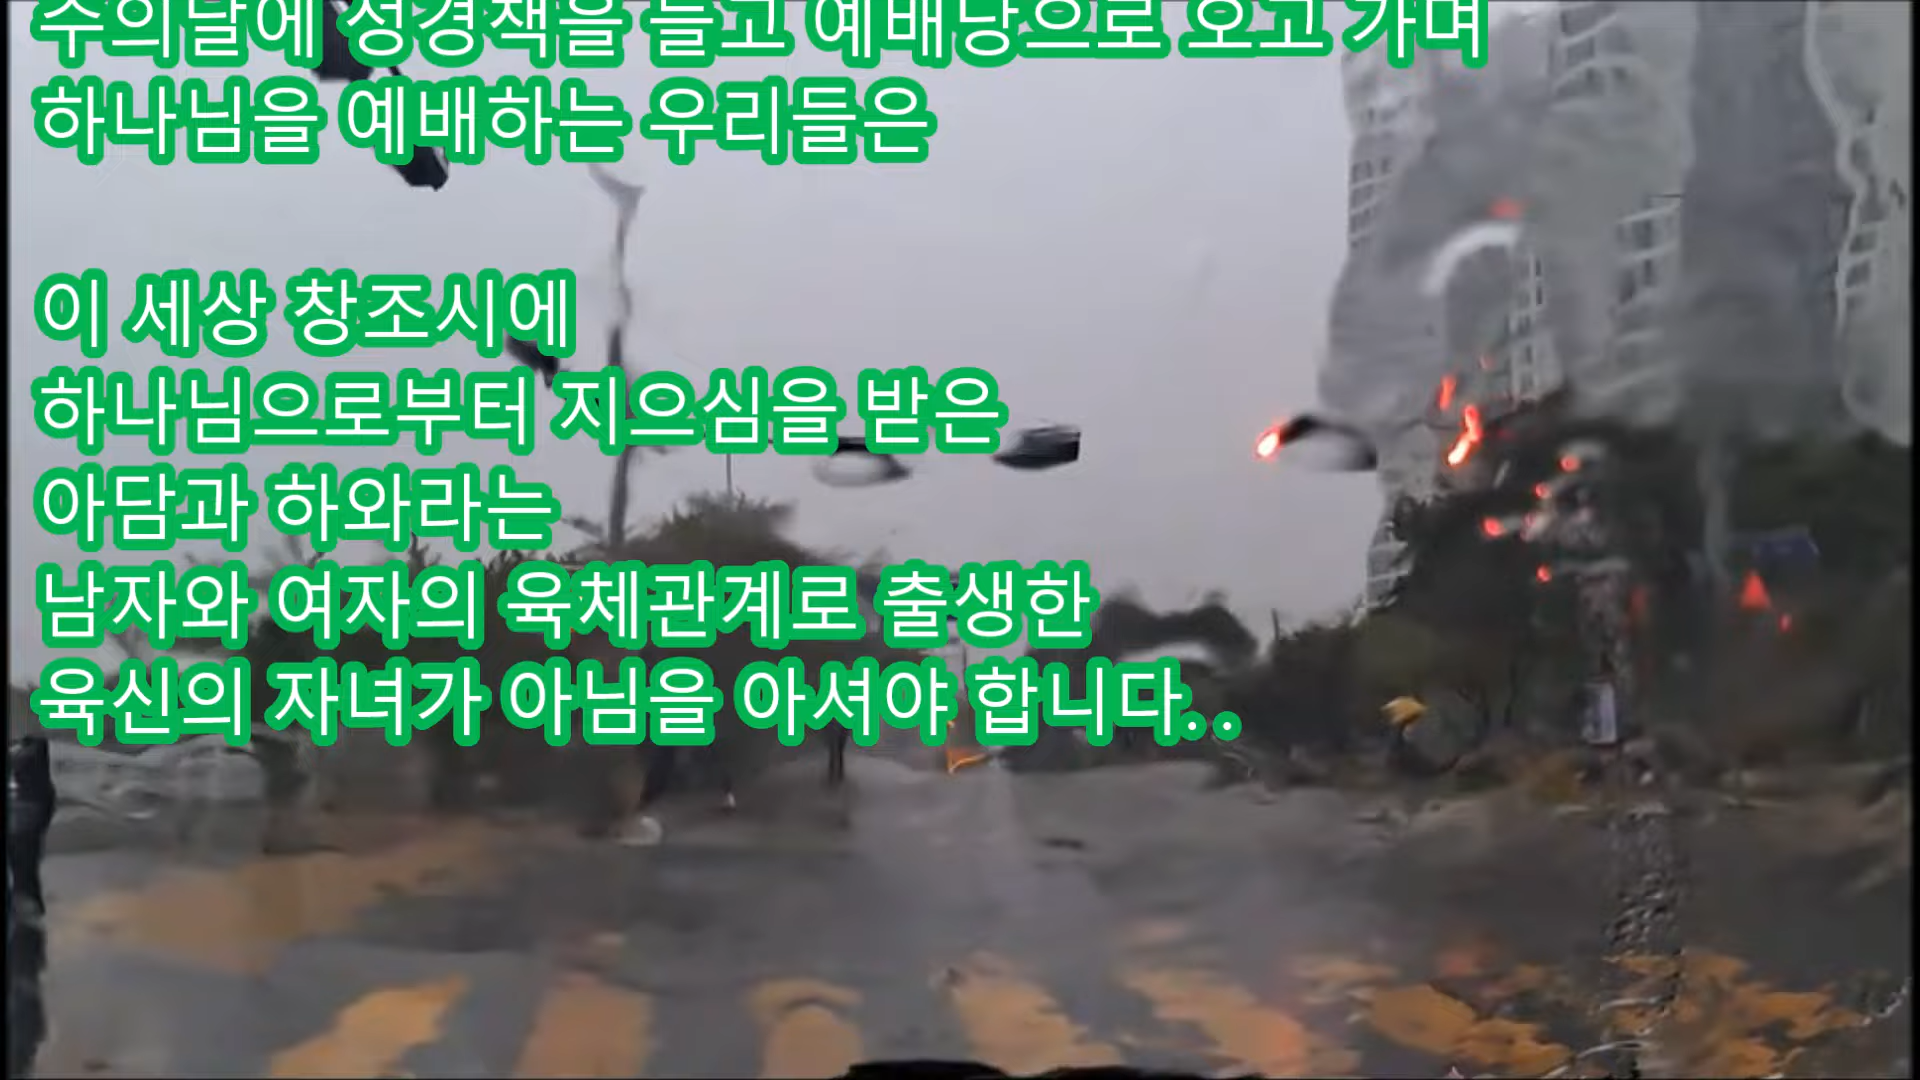 주의날에 성경책을 들고 예배당으로 오고 가며
하나님을 예배하는 우리들은
이 세상 창조시에
하나님으로부터 지으심을 받은
아담과 하와라는
남자와 여자의 육체관계로 출생한
육신의 자녀가 아님을 아셔야 합니다..